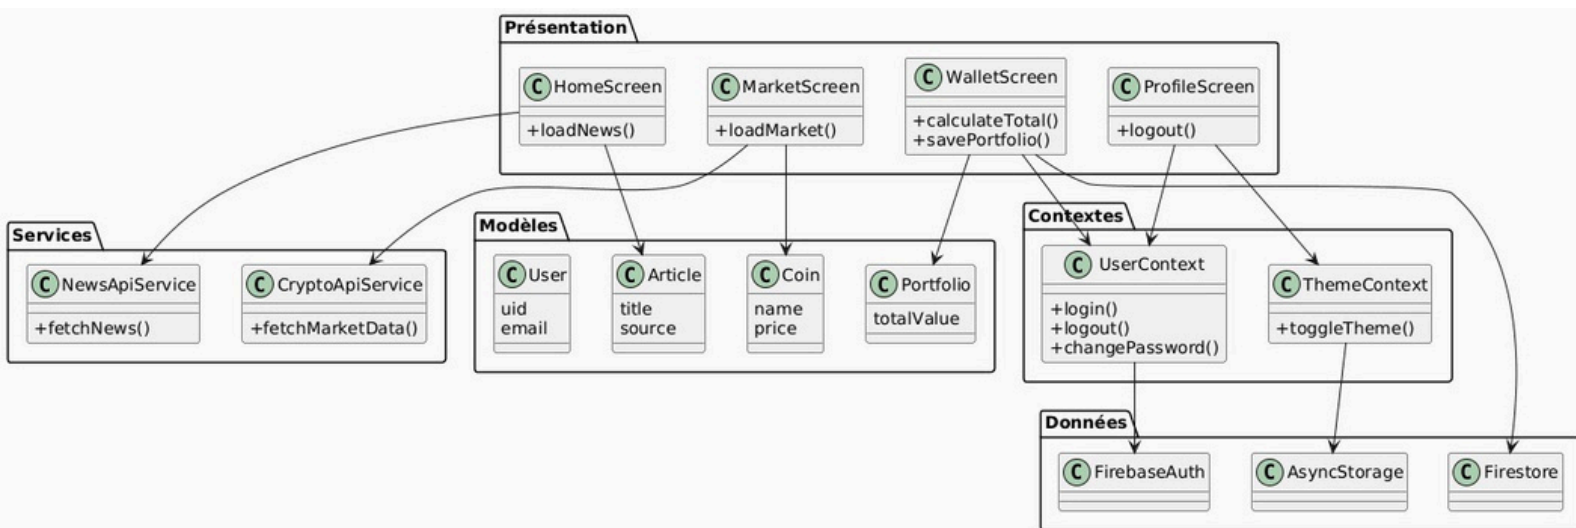 Présentation
C HomeScreen
+loadNews()
C MarketScreen
+loadMarket()
C WalletScreen
+calculateTotal()
+savePortfolio()
C ProfileScreen
+logout()
Services
C NewsApiService
+fetchNews()
C CryptoApiService
+fetchMarketData()
Modèles
C User
uid
email
C Article
title
source
C Coin
name
price
C Portfolio
totalValue
Contextes
C UserContext
+login()
+logout()
+changePassword()
C ThemeContext
+toggleTheme()
Données
C FirebaseAuth
C AsyncStorage
C Firestore